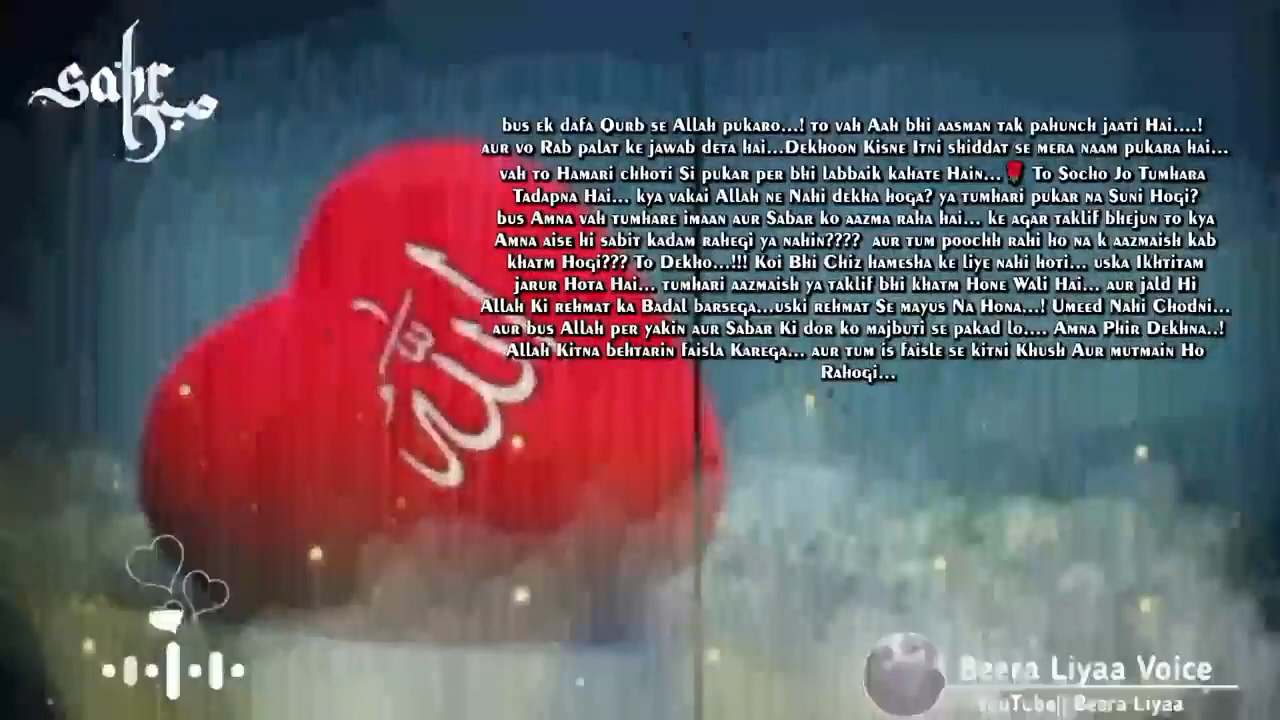 sabr
صبر
bus ek dafa Qurb se Allah pukaro...! to vah Aah bhi aasman tak pahunch jaati Hai....!
aur vo Rab palat ke jawab deta hai...Dekhoon Kisne Itni shiddat se mera naam pukara hai...
vah to Hamari chhoti Si pukar per bhi labbaik kahate Hain...🌹 To Socho Jo Tumhara
Tadapna Hai... kya vakai Allah ne Nahi dekha hoga? ya tumhari pukar na Suni Hogi?
bus Amna vah tumhare imaan aur Sabar ko aazma raha hai... ke agar taklif bhejun to kya
Amna aise hi sabit kadam rahegi ya nahin???? aur tum poochh rahi ho na k aazmaish kab
khatm Hogi??? To Dekho...!!! Koi Bhi Chiz hamesha ke liye nahi hoti... uska Ikhtitam
jarur Hota Hai... tumhari aazmaish ya taklif bhi khatm Hone Wali Hai... aur jald Hi
Allah Ki rehmat ka Badal barsega...uski rehmat Se mayus Na Hona...! Umeed Nahi Chodni...
aur bus Allah per yakin aur Sabar Ki dor ko majbuti se pakad lo.... Amna Phir Dekhna..!
Allah Kitna behtarin faisla Karega... aur tum is faisle se kitni Khush Aur mutmain Ho
Rahogi...
الله
Beera Liyaa Voice
YouTube|| Beera Liyaa